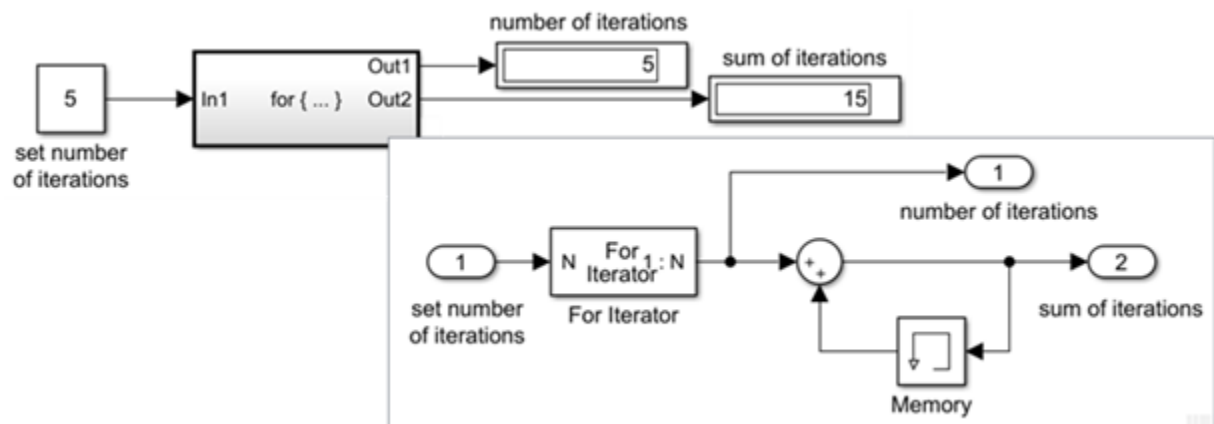 number of iterations
5
sum of iterations
15
5
In1
for { ... }
Out1
Out2
set number
of iterations
1
number of iterations
1
N
For
Iterator
1 : N
+
+
2
set number
of iterations
For Iterator
sum of iterations
Memory